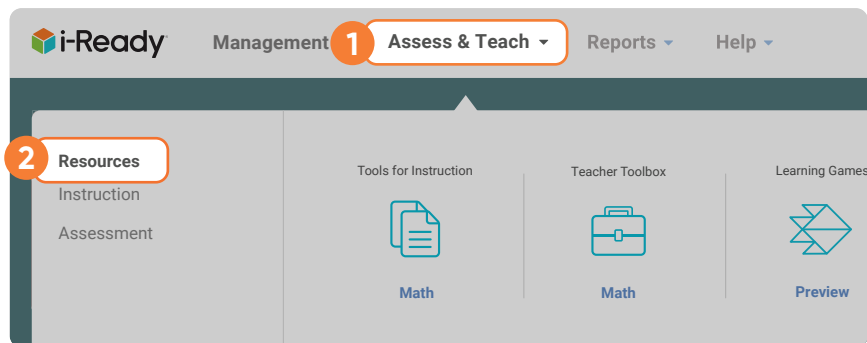 i-Ready Management 1 Assess & Teach Reports Help
2 Resources
Instruction
Assessment
Tools for Instruction Teacher Toolbox Learning Games
Math Math Preview